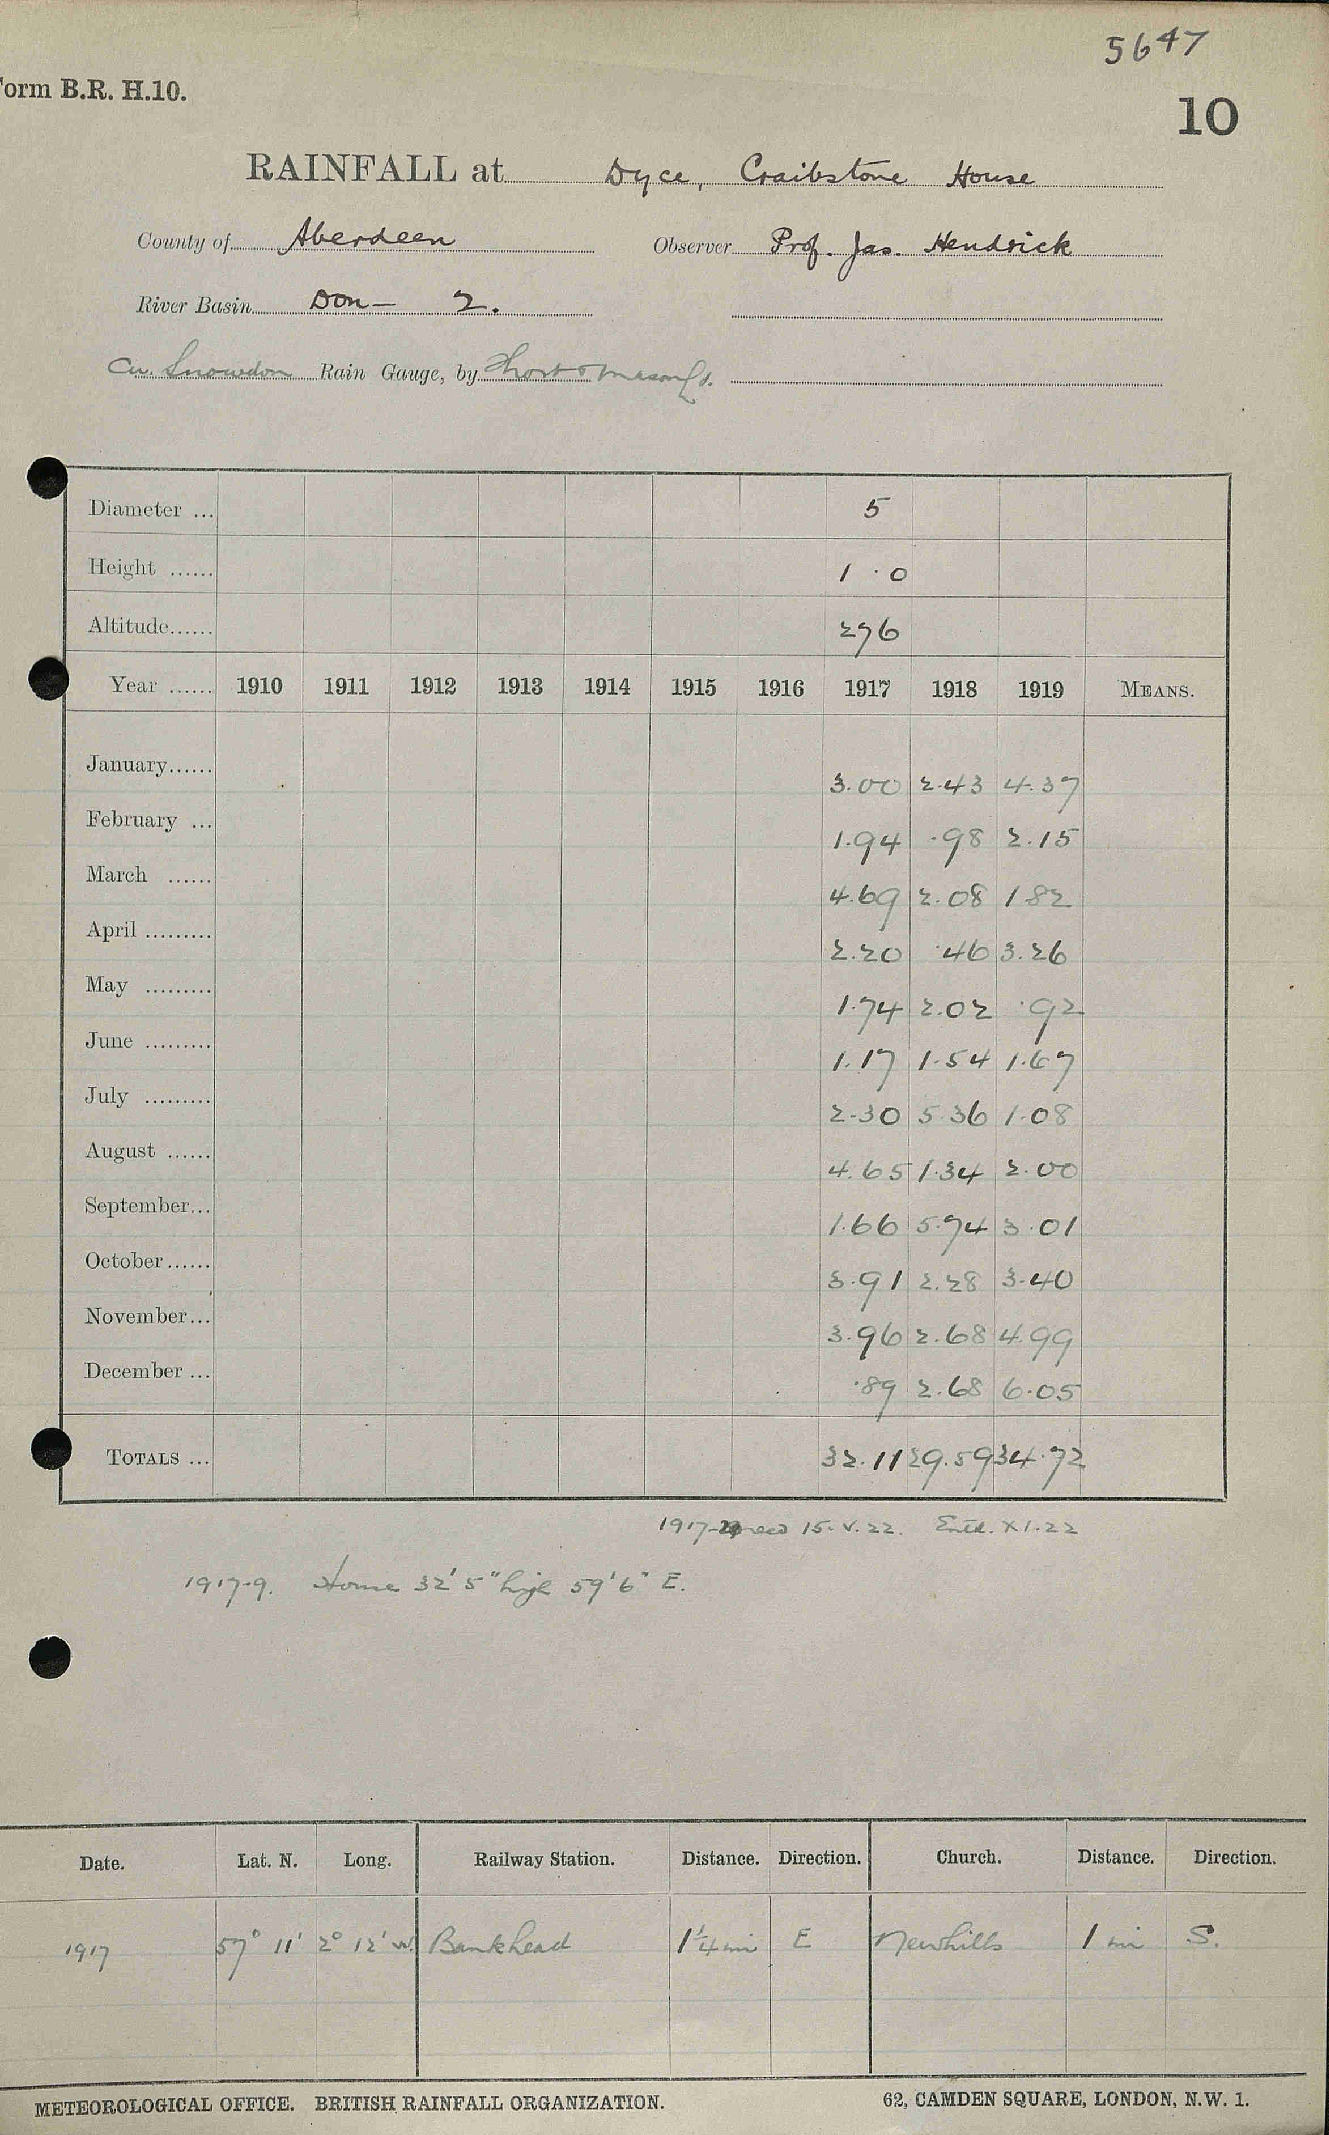 5647
Form B.R. H.10.
10
RAINFALL at Dyce, Craibstone House
County of Aberdeen Observer Prof. Jas. Hendrick
River Basin Don — 2.
Cu. Snowdon Rain Gauge, by Short & Mason Ld.
Diameter ... 5
Height ...... 1 . 0
Altitude...... 296
Year ...... 1910 1911 1912 1913 1914 1915 1916 1917 1918 1919 MEANS.
January...... 3.00 2.43 4.37
February ... 1.94 .98 2.15
March ...... 4.69 2.08 1 82
April ......... 2.20 .46 3.26
May ......... 1.74 2.02 .92
June ......... 1.17 1.54 1.67
July ......... 2.30 5 36 1.08
August ...... 4.65 1.34 2.00
September... 1.66 5.74 3.01
October...... 3.91 2.28 3.40
November... 3.96 2.68 4.99
December ... .89 2.68 6.05
TOTALS ... 32.11 29.59 34.72
15.V.22. Entd. XI.22
1917-9. House 32' 5" high 59' 6" E.
Date. Lat. N. Long. Railway Station. Distance. Direction. Church. Distance. Direction.
1917 57° 11' 2° 12' W. Bankhead 1¼ mi E Newhills 1 mi S.
METEOROLOGICAL OFFICE. BRITISH RAINFALL ORGANIZATION. 62, CAMDEN SQUARE, LONDON, N.W. 1.